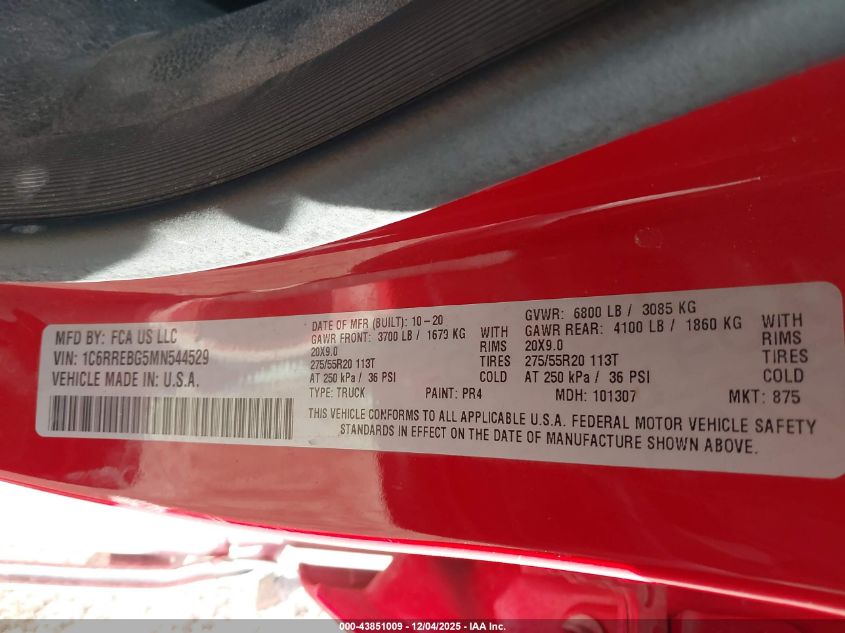 MFD BY: FCA US LLC
VIN: 1C6RREBG5MN544529
VEHICLE MADE IN: U.S.A.
DATE OF MFR (BUILT): 10-20
GAWR FRONT: 3700 LB / 1679 KG WITH
20X9.0 RIMS
275/55R20 113T TIRES
AT 250 kPa / 36 PSI COLD
GVWR: 6800 LB / 3085 KG
GAWR REAR: 4100 LB / 1860 KG WITH
20X9.0 RIMS
275/55R20 113T TIRES
AT 250 kPa / 36 PSI COLD
TYPE: TRUCK PAINT: PR4 MDH: 101307 MKT: 875
THIS VEHICLE CONFORMS TO ALL APPLICABLE U.S.A. FEDERAL MOTOR VEHICLE SAFETY
STANDARDS IN EFFECT ON THE DATE OF MANUFACTURE SHOWN ABOVE.
000-43851009 - 12/04/2025 - IAA Inc.